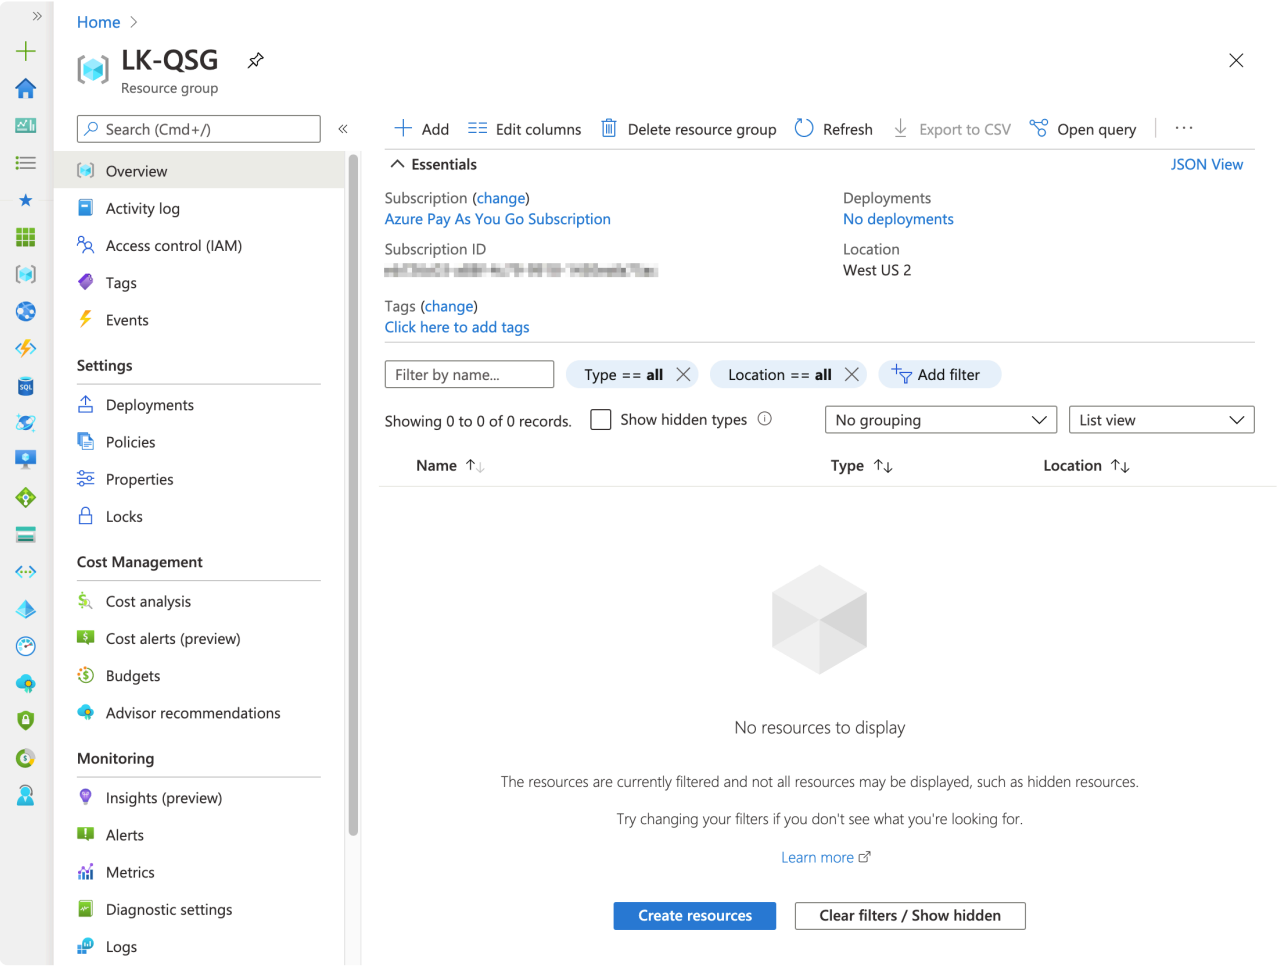 Home
LK-QSG
Resource group
Search (Cmd+/)
Add
Edit columns
Delete resource group
Refresh
Export to CSV
Open query
Overview
Activity log
Access control (IAM)
Tags
Events
Settings
Deployments
Policies
Properties
Locks
Cost Management
Cost analysis
Cost alerts (preview)
Budgets
Advisor recommendations
Monitoring
Insights (preview)
Alerts
Metrics
Diagnostic settings
Logs
Essentials
JSON View
Subscription (change)
Azure Pay As You Go Subscription
Subscription ID
Tags (change)
Click here to add tags
Deployments
No deployments
Location
West US 2
Filter by name...
Type == all
Location == all
Add filter
Showing 0 to 0 of 0 records.
Show hidden types
No grouping
List view
Name
Type
Location
No resources to display
The resources are currently filtered and not all resources may be displayed, such as hidden resources.
Try changing your filters if you don't see what you're looking for.
Learn more
Create resources
Clear filters / Show hidden
SQL